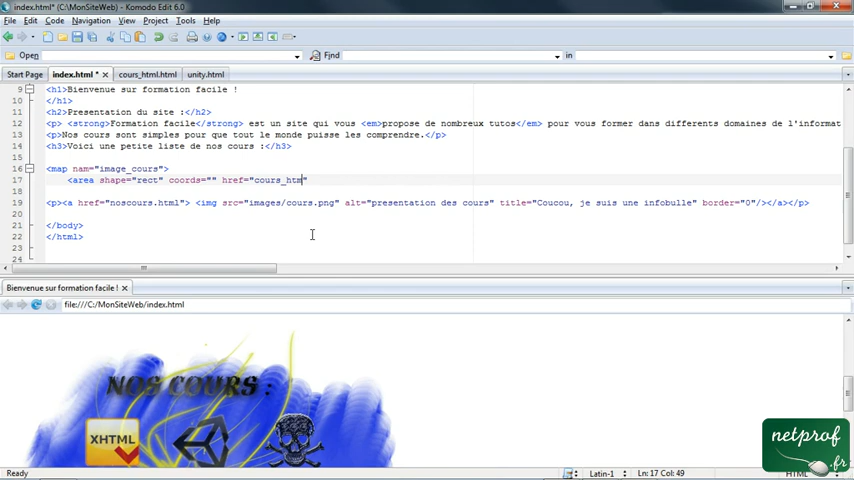 index.html* (C:\MonSiteWeb) - Komodo Edit 6.0
File Edit Code Navigation View Project Tools Help
Open Find in
Start Page index.html * cours_html.html unity.html
9 <h1>Bienvenue sur formation facile !
10 </h1>
11 <h2>Presentation du site :</h2>
12 <p> <strong>Formation facile</strong> est un site qui vous <em>propose de nombreux tutos</em> pour vous former dans differents domaines de l'informat
13 <p>Nos cours sont simples pour que tout le monde puisse les comprendre.</p>
14 <h3>Voici une petite liste de nos cours :</h3>
15
16 <map nam="image_cours">
17 <area shape="rect" coords="" href="cours_htm"
18
19 <p><a href="noscours.html"> <img src="images/cours.png" alt="presentation des cours" title="Coucou, je suis une infobulle" border="0"/></a></p>
20
21 </body>
22 </html>
23
24
Bienvenue sur formation facile !
file:///C:/MonSiteWeb/index.html
NOS COURS :
XHTML
netprof
.fr
Ready Latin-1 Ln: 17 Col: 49 HTML